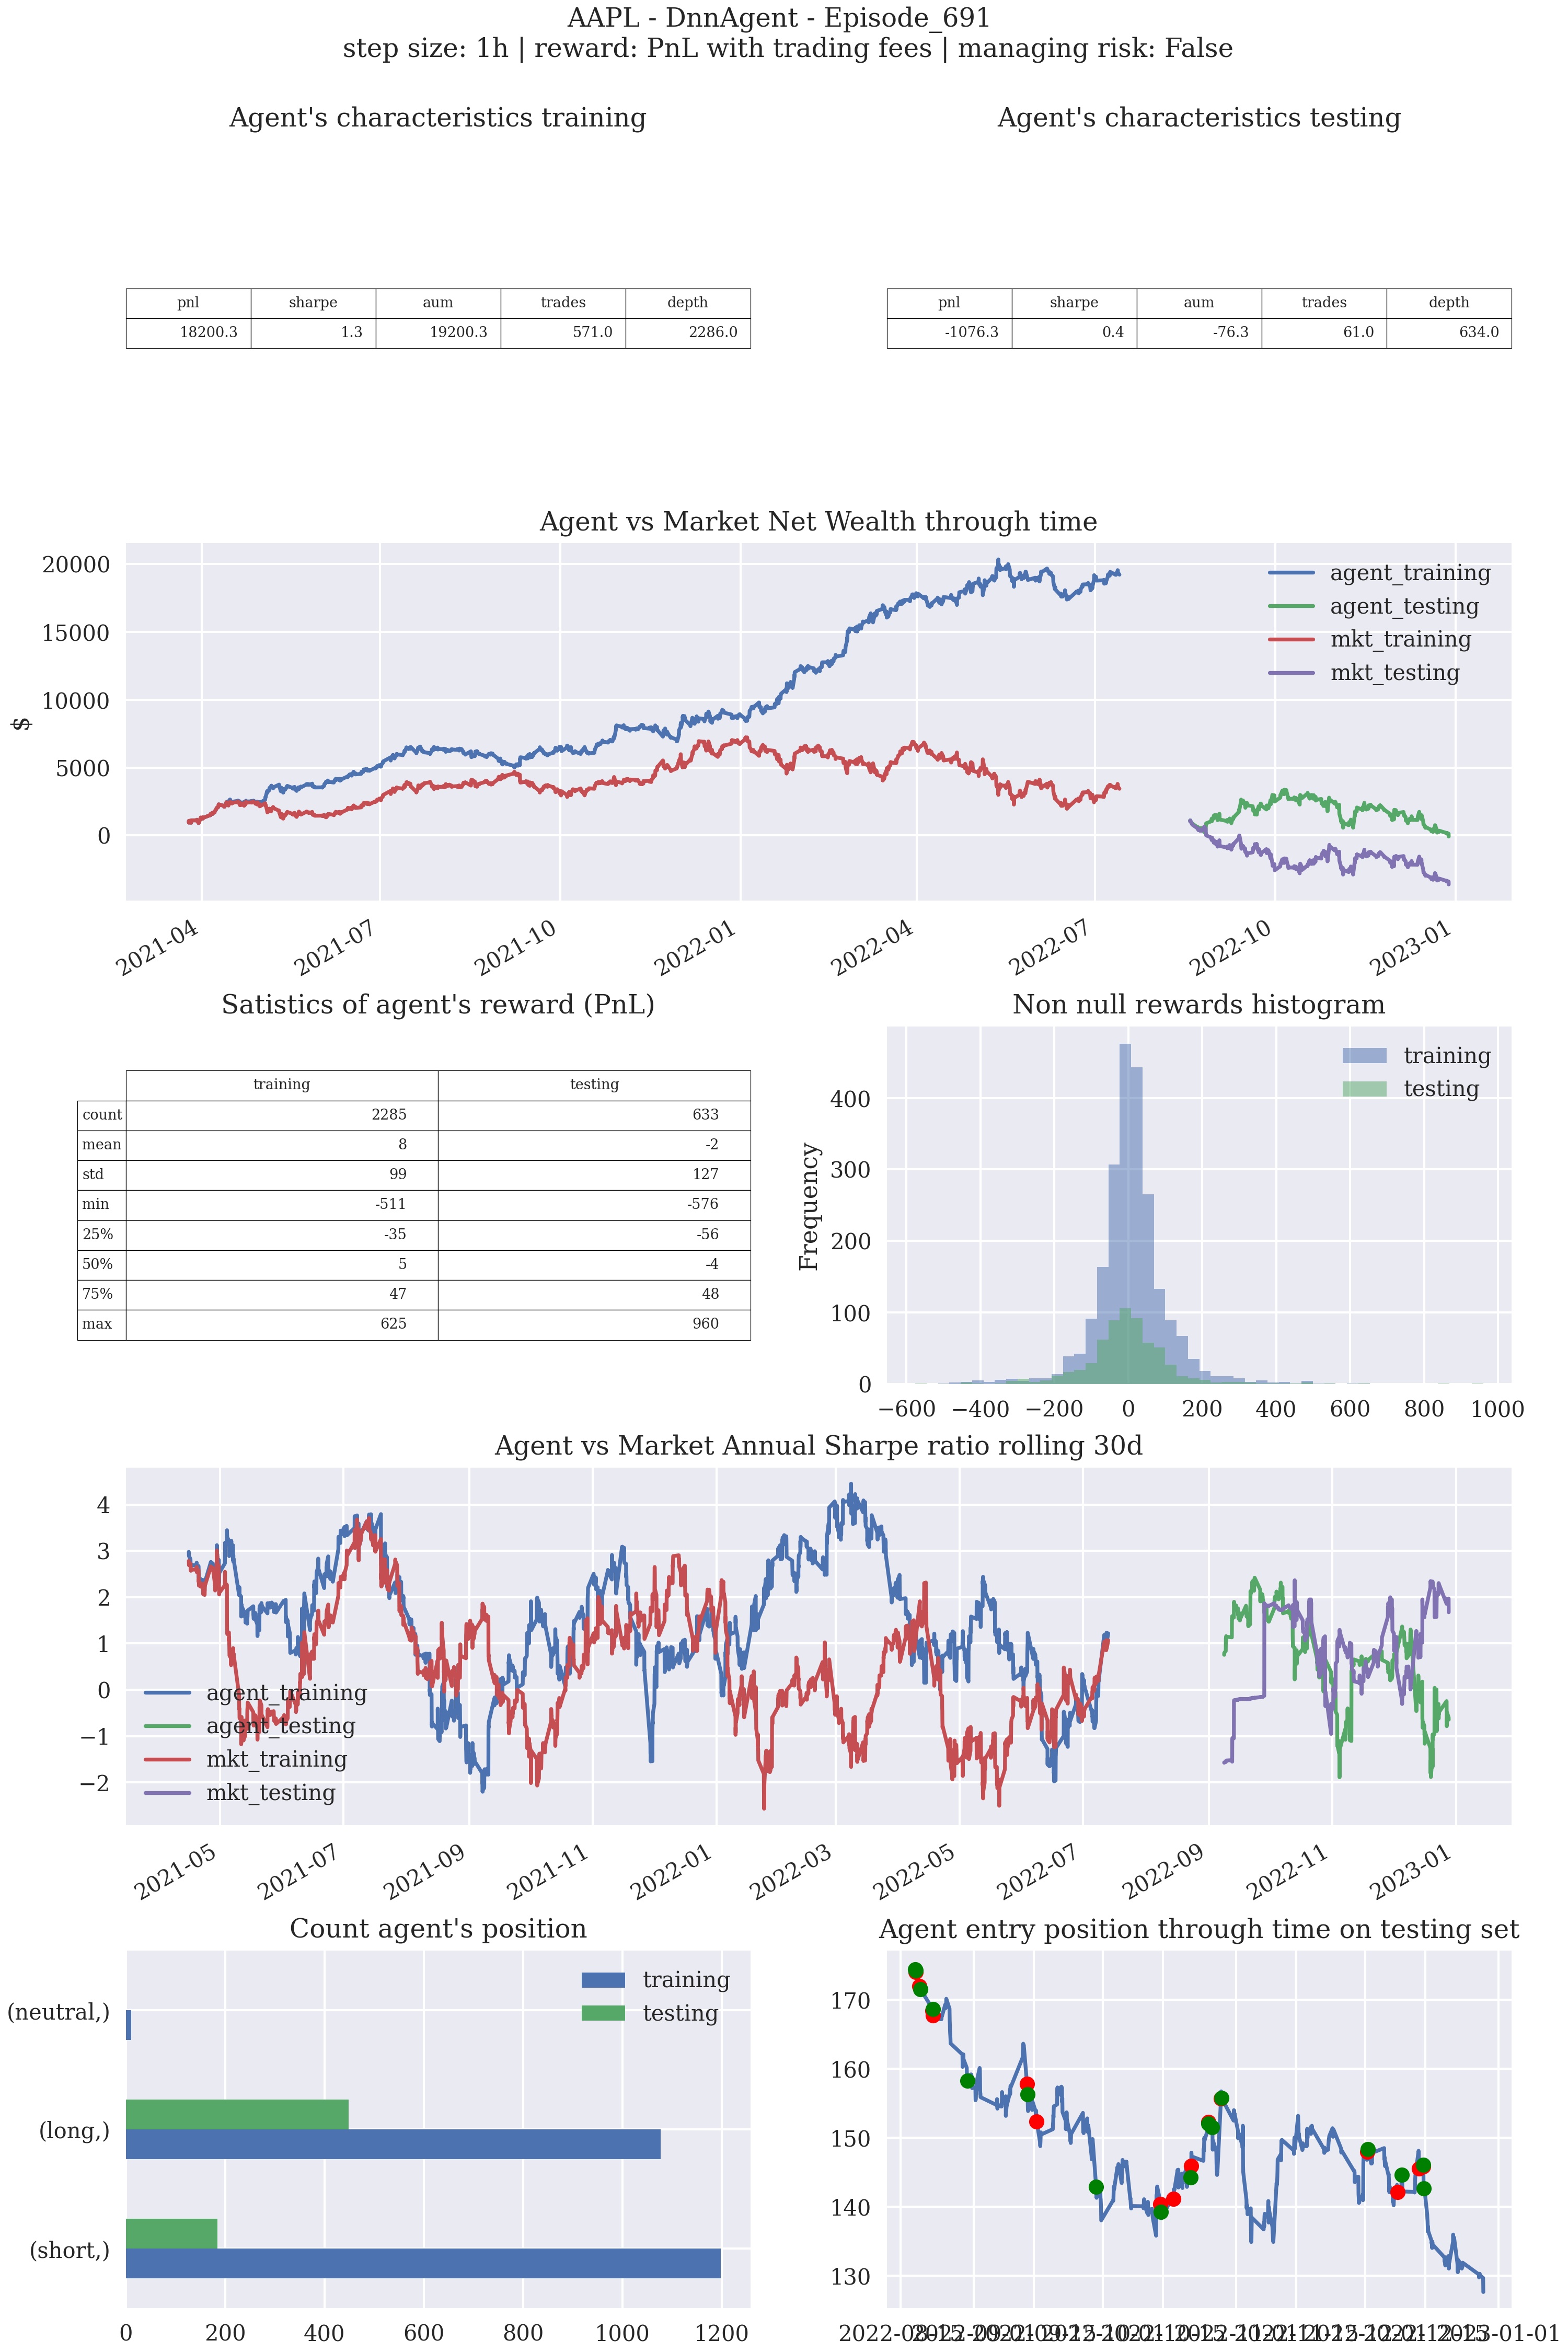 AAPL - DnnAgent - Episode_691
step size: 1h | reward: PnL with trading fees | managing risk: False
Agent's characteristics training
pnl sharpe aum trades depth
18200.3 1.3 19200.3 571.0 2286.0
Agent's characteristics testing
pnl sharpe aum trades depth
-1076.3 0.4 -76.3 61.0 634.0
Agent vs Market Net Wealth through time
$
20000
15000
10000
5000
0
agent_training
agent_testing
mkt_training
mkt_testing
2021-04 2021-07 2021-10 2022-01 2022-04 2022-07 2022-10 2023-01
Satistics of agent's reward (PnL)
training testing
count 2285 633
mean 8 -2
std 99 127
min -511 -576
25% -35 -56
50% 5 -4
75% 47 48
max 625 960
Non null rewards histogram
Frequency
400
300
200
100
0
training
testing
−600 −400 −200 0 200 400 600 800 1000
Agent vs Market Annual Sharpe ratio rolling 30d
4
3
2
1
0
−1
−2
agent_training
agent_testing
mkt_training
mkt_testing
2021-05 2021-07 2021-09 2021-11 2022-01 2022-03 2022-05 2022-07 2022-09 2022-11 2023-01
Count agent's position
training
testing
(neutral,)
(long,)
(short,)
0 200 400 600 800 1000 1200
Agent entry position through time on testing set
170
160
150
140
130